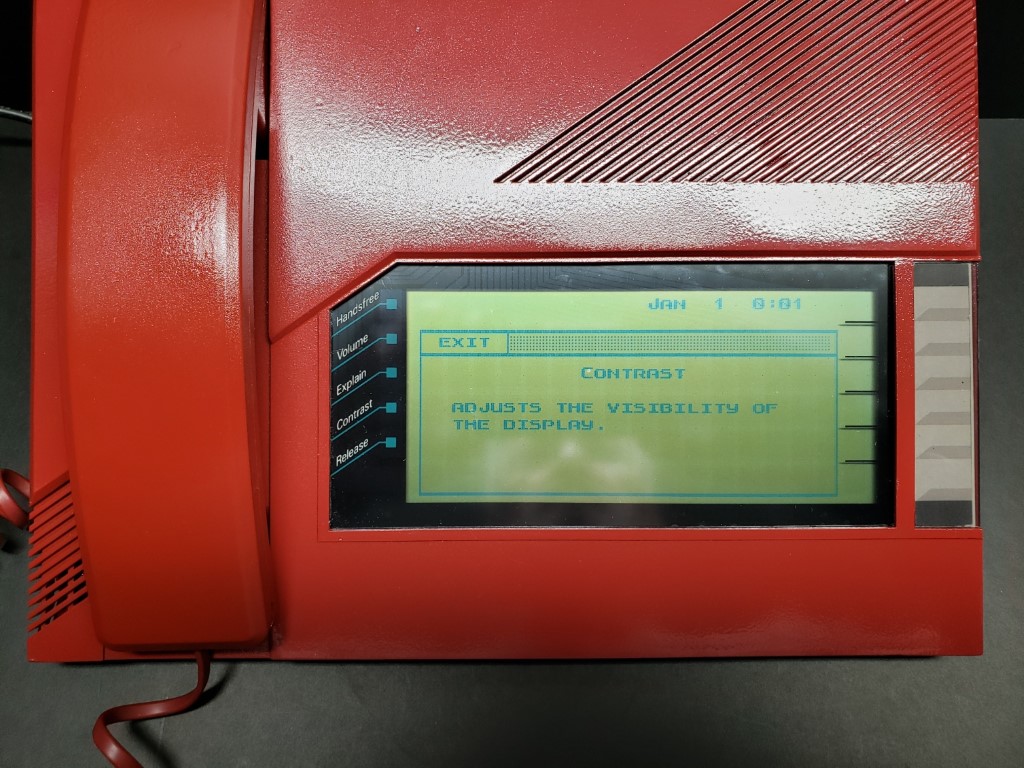 Handsfree
Volume
Explain
Contrast
Release
JAN 1 0:01
EXIT
CONTRAST
ADJUSTS THE VISIBILITY OF
THE DISPLAY.